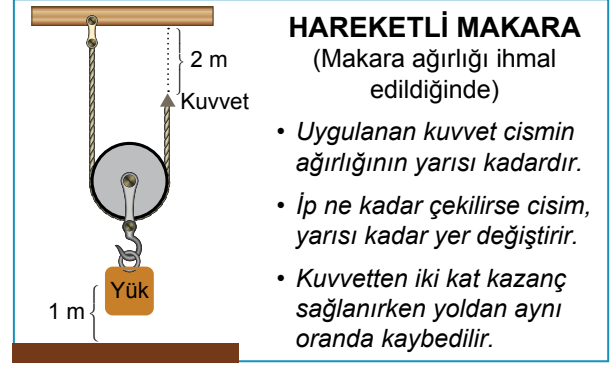 HAREKETLİ MAKARA
(Makara ağırlığı ihmal
edildiğinde)
• Uygulanan kuvvet cismin
ağırlığının yarısı kadardır.
• İp ne kadar çekilirse cisim,
yarısı kadar yer değiştirir.
• Kuvvetten iki kat kazanç
sağlanırken yoldan aynı
oranda kaybedilir.
2 m
Kuvvet
Yük
1 m